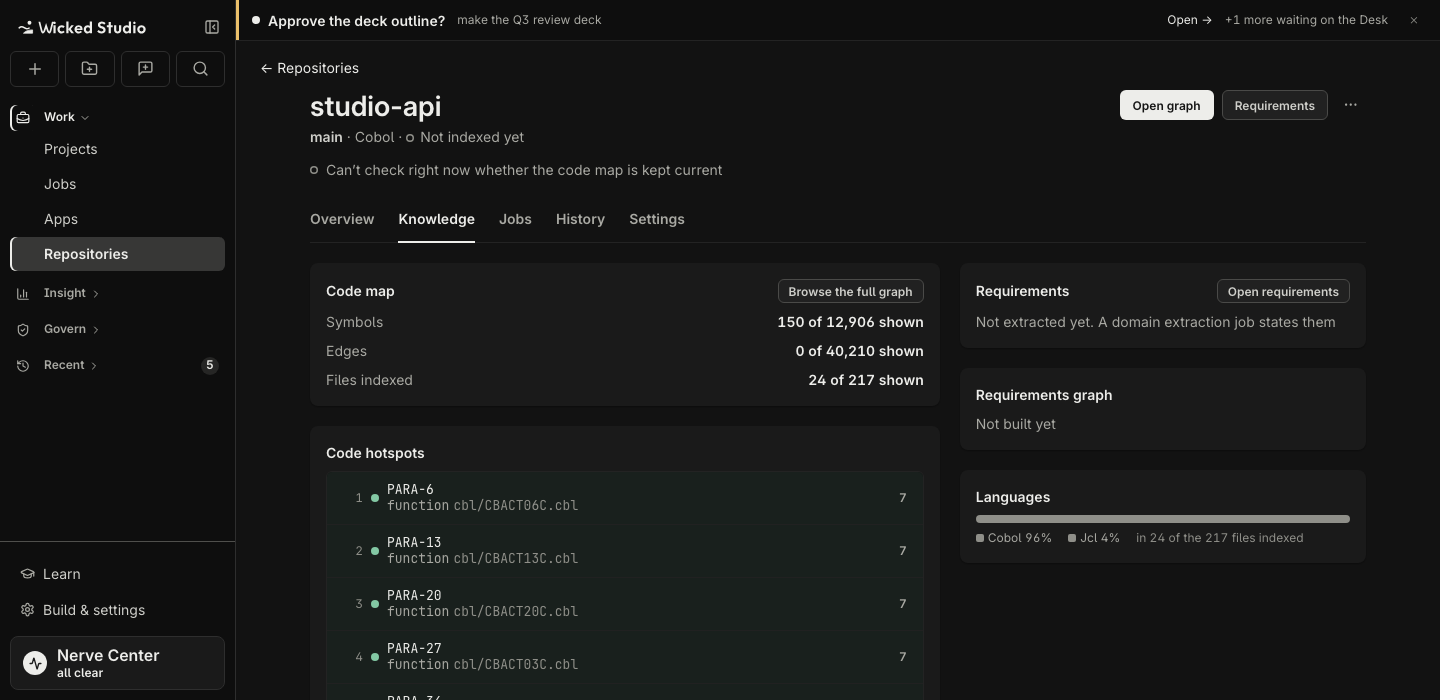 Wicked Studio
Approve the deck outline? make the Q3 review deck
Open → +1 more waiting on the Desk ×
Work
Projects
Jobs
Apps
Repositories
Insight
Govern
Recent 5
Learn
Build & settings
Nerve Center
all clear
← Repositories
studio-api
Open graph Requirements ···
main · Cobol · Not indexed yet
Can’t check right now whether the code map is kept current
Overview Knowledge Jobs History Settings
Code map Browse the full graph
Symbols 150 of 12,906 shown
Edges 0 of 40,210 shown
Files indexed 24 of 217 shown
Code hotspots
1 PARA-6 7
function cbl/CBACT06C.cbl
2 PARA-13 7
function cbl/CBACT13C.cbl
3 PARA-20 7
function cbl/CBACT20C.cbl
4 PARA-27 7
function cbl/CBACT03C.cbl
Requirements Open requirements
Not extracted yet. A domain extraction job states them
Requirements graph
Not built yet
Languages
Cobol 96% Jcl 4% in 24 of the 217 files indexed